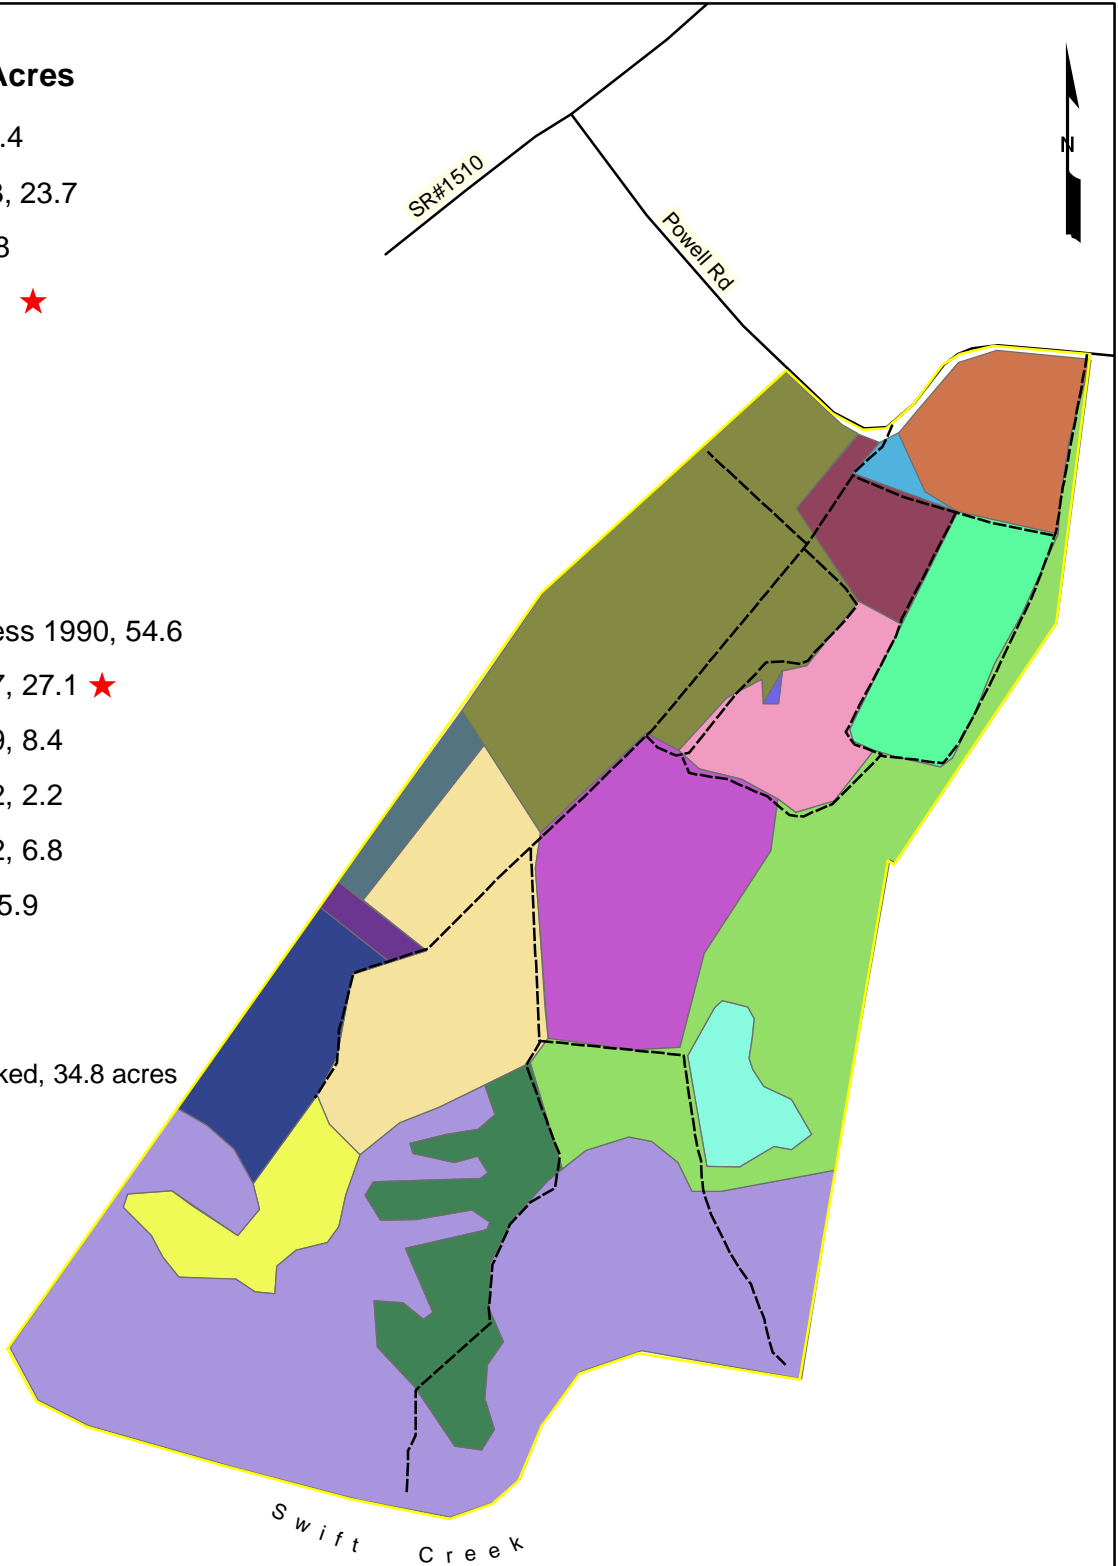 Acres
.4
3, 23.7
8
ess 1990, 54.6
7, 27.1
9, 8.4
2, 2.2
2, 6.8
5.9
ked, 34.8 acres
SR#1510
Powell Rd
N
Swift Creek